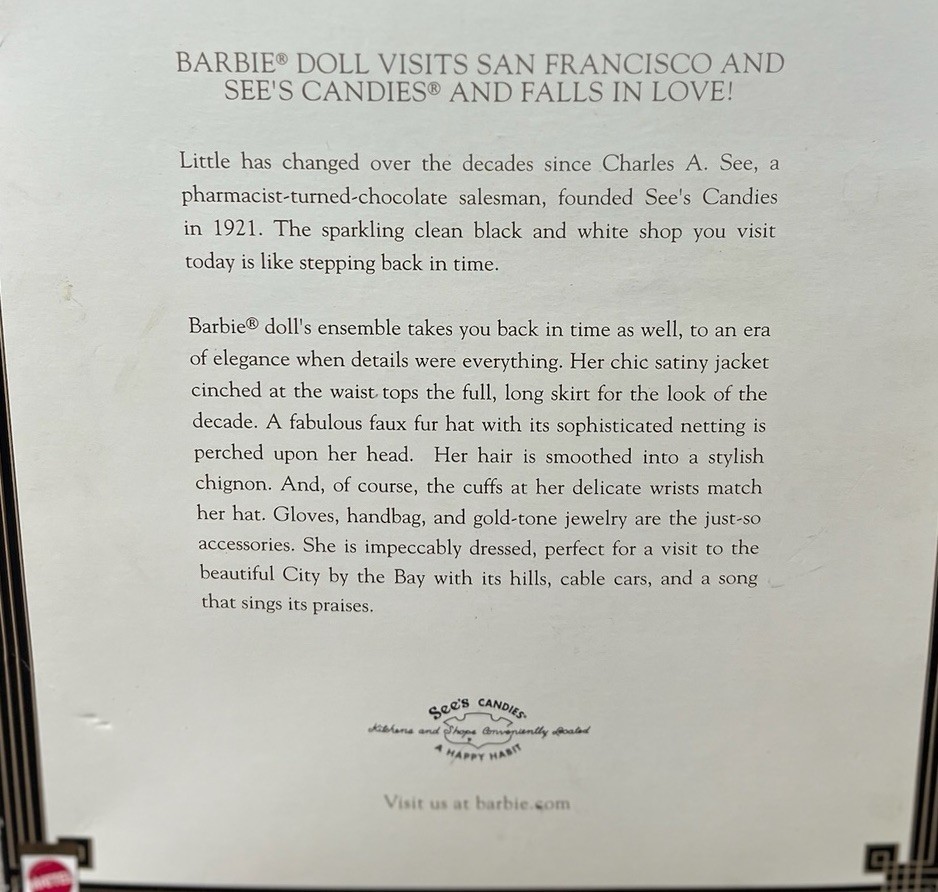 BARBIE® DOLL VISITS SAN FRANCISCO AND
SEE'S CANDIES® AND FALLS IN LOVE!
Little has changed over the decades since Charles A. See, a
pharmacist-turned-chocolate salesman, founded See's Candies
in 1921. The sparkling clean black and white shop you visit
today is like stepping back in time.
Barbie® doll's ensemble takes you back in time as well, to an era
of elegance when details were everything. Her chic satiny jacket
cinched at the waist tops the full, long skirt for the look of the
decade. A fabulous faux fur hat with its sophisticated netting is
perched upon her head. Her hair is smoothed into a stylish
chignon. And, of course, the cuffs at her delicate wrists match
her hat. Gloves, handbag, and gold-tone jewelry are the just-so
accessories. She is impeccably dressed, perfect for a visit to the
beautiful City by the Bay with its hills, cable cars, and a song
that sings its praises.
See's CANDIES
Kitchens and Shops Conveniently Located
A HAPPY HABIT
Visit us at barbie.com
MATTEL